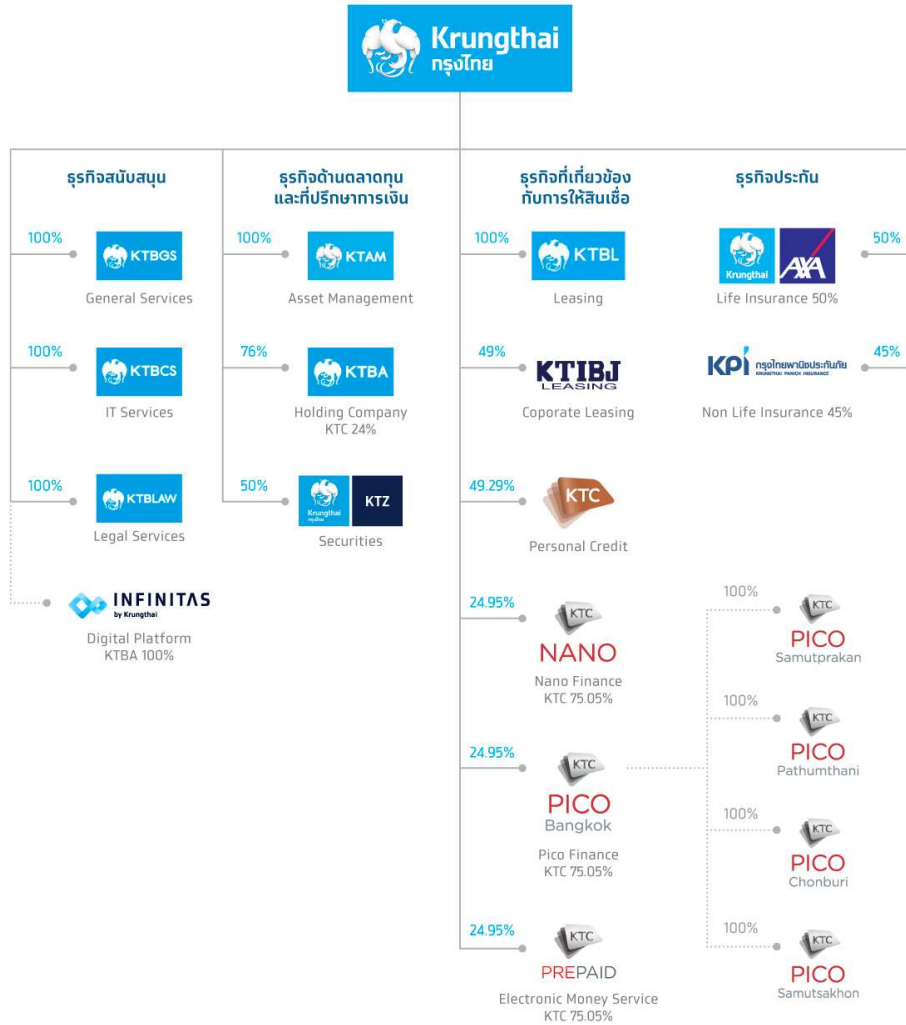 Krungthai
กรุงไทย
ธุรกิจสนับสนุน
100%
KTBGS
General Services
100%
KTBCS
IT Services
100%
KTBLAW
Legal Services
INFINITAS
by Krungthai
Digital Platform
KTBA 100%
ธุรกิจด้านตลาดทุน
และที่ปรึกษาการเงิน
100%
KTAM
Asset Management
76%
KTBA
Holding Company
KTC 24%
50%
Krungthai
กรุงไทย
KTZ
Securities
ธุรกิจที่เกี่ยวข้อง
กับการให้สินเชื่อ
100%
KTBL
Leasing
49%
KTIBJ
LEASING
Coporate Leasing
49.29%
KTC
Personal Credit
24.95%
KTC
NANO
Nano Finance
KTC 75.05%
24.95%
KTC
PICO
Bangkok
Pico Finance
KTC 75.05%
24.95%
KTC
PREPAID
Electronic Money Service
KTC 75.05%
ธุรกิจประกัน
50%
Krungthai
AXA
Life Insurance 50%
45%
KPI กรุงไทยพานิชประกันภัย
KRUNGTHAI PANICH INSURANCE
Non Life Insurance 45%
100%
KTC
PICO
Samutprakan
100%
KTC
PICO
Pathumthani
100%
KTC
PICO
Chonburi
100%
KTC
PICO
Samutsakhon